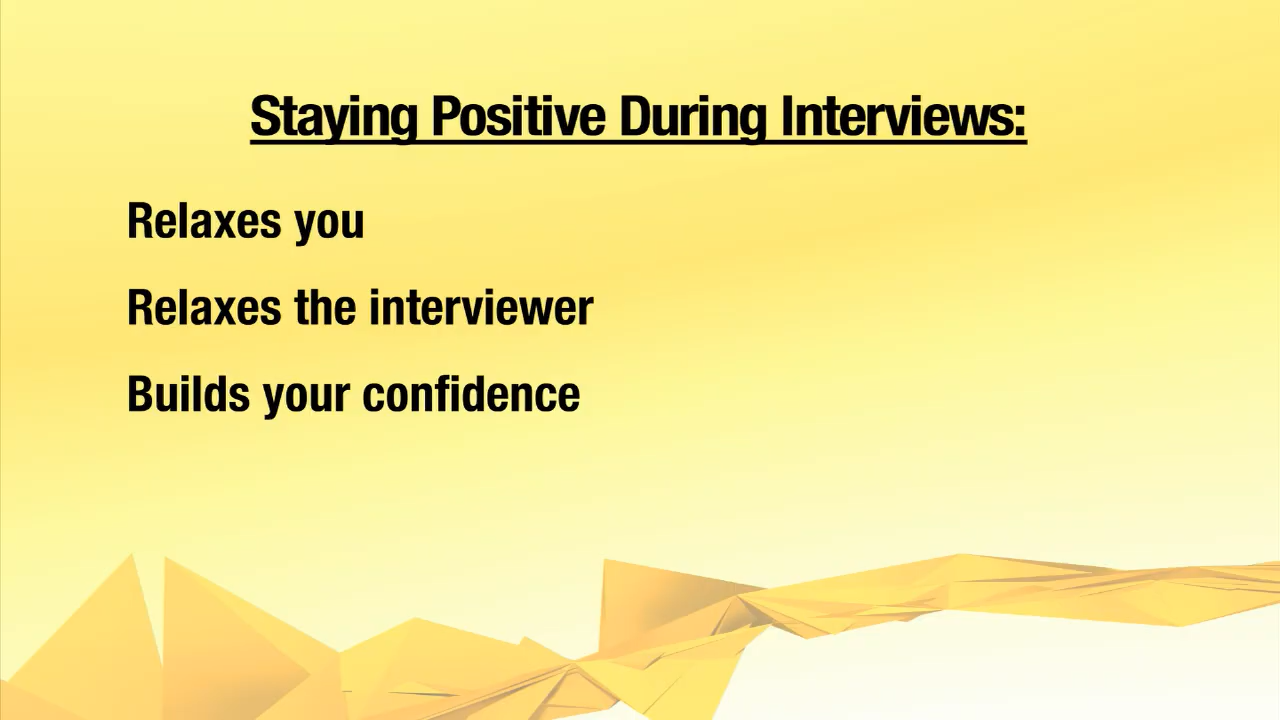 Staying Positive During Interviews:
Relaxes you
Relaxes the interviewer
Builds your confidence